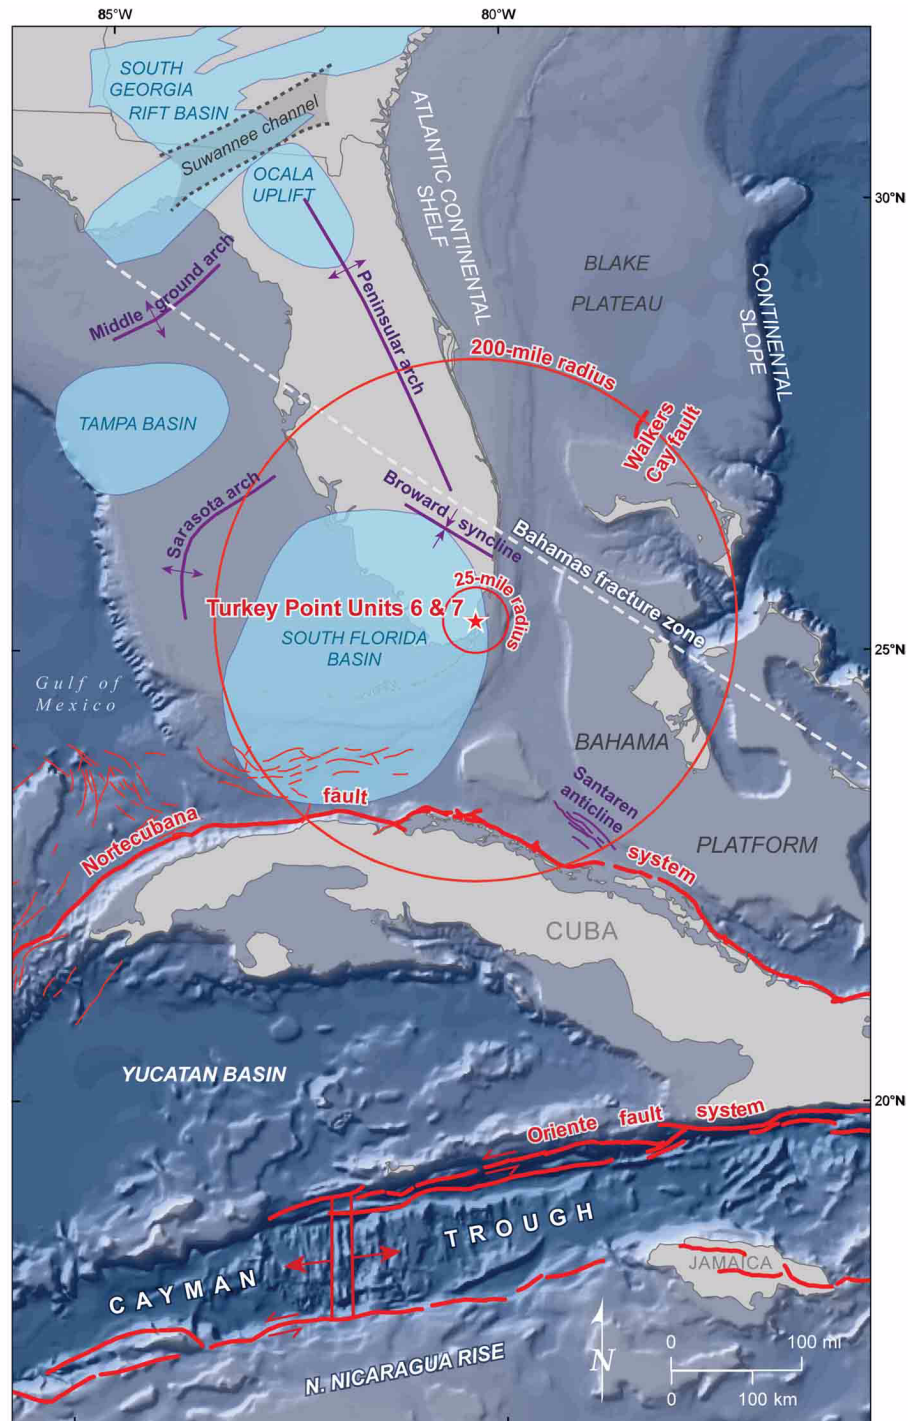 85°W
80°W
SOUTH
GEORGIA
RIFT BASIN
Suwannee channel
OCALA
UPLIFT
ATLANTIC CONTINENTAL
SHELF
30°N
BLAKE
PLATEAU
CONTINENTAL
SLOPE
Middle ground arch
Peninsular arch
200-mile radius
TAMPA BASIN
Walkers
Cay fault
Sarasota arch
Broward syncline
Bahamas fracture zone
25-mile radius
Turkey Point Units 6 & 7
SOUTH FLORIDA
BASIN
25°N
Gulf of
Mexico
BAHAMA
Santaren
anticline
PLATFORM
Nortecubana fault system
CUBA
YUCATAN BASIN
20°N
Oriente fault system
CAYMAN TROUGH
JAMAICA
N. NICARAGUA RISE
N
0 100 mi
0 100 km